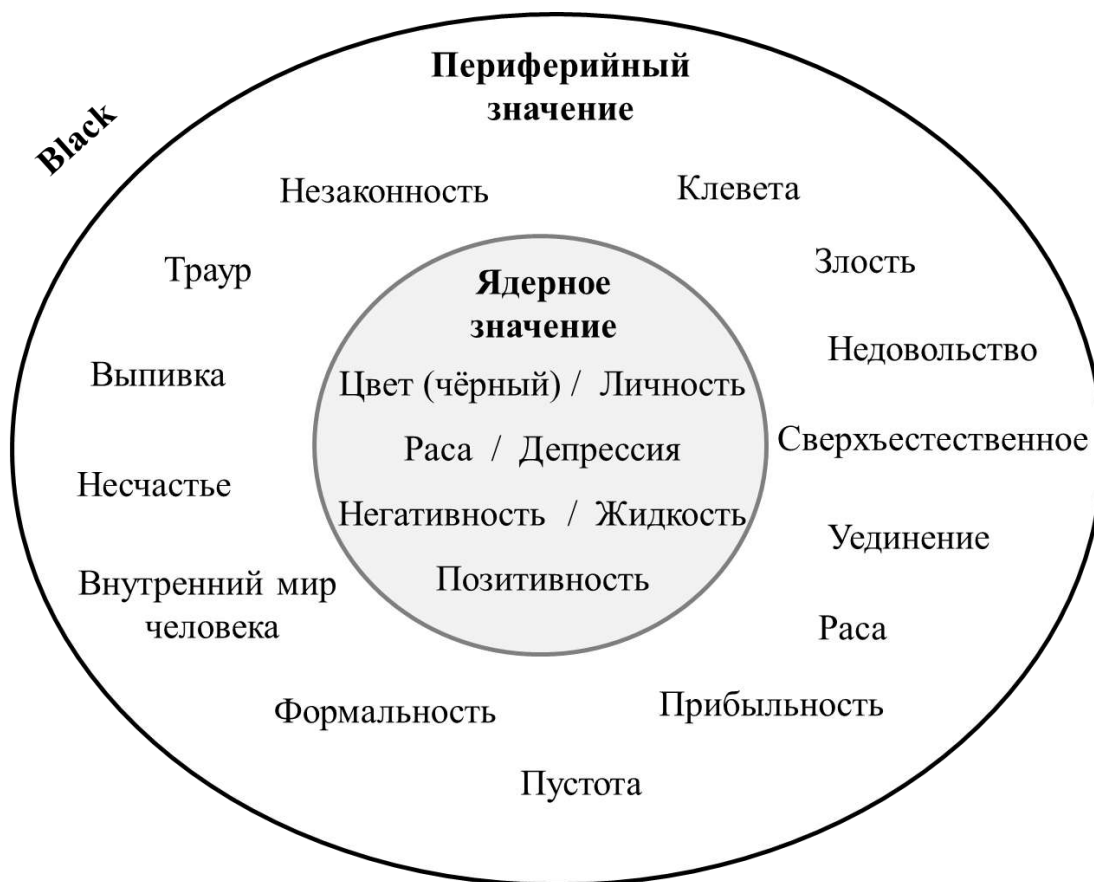 Периферийный
значение
Black
Незаконность
Клевета
Траур
Злость
Ядерное
значение
Выпивка
Недовольство
Цвет (чёрный) / Личность
Раса / Депрессия
Сверхъестественное
Несчастье
Негативность / Жидкость
Уединение
Позитивность
Внутренний мир
человека
Раса
Формальность
Прибыльность
Пустота